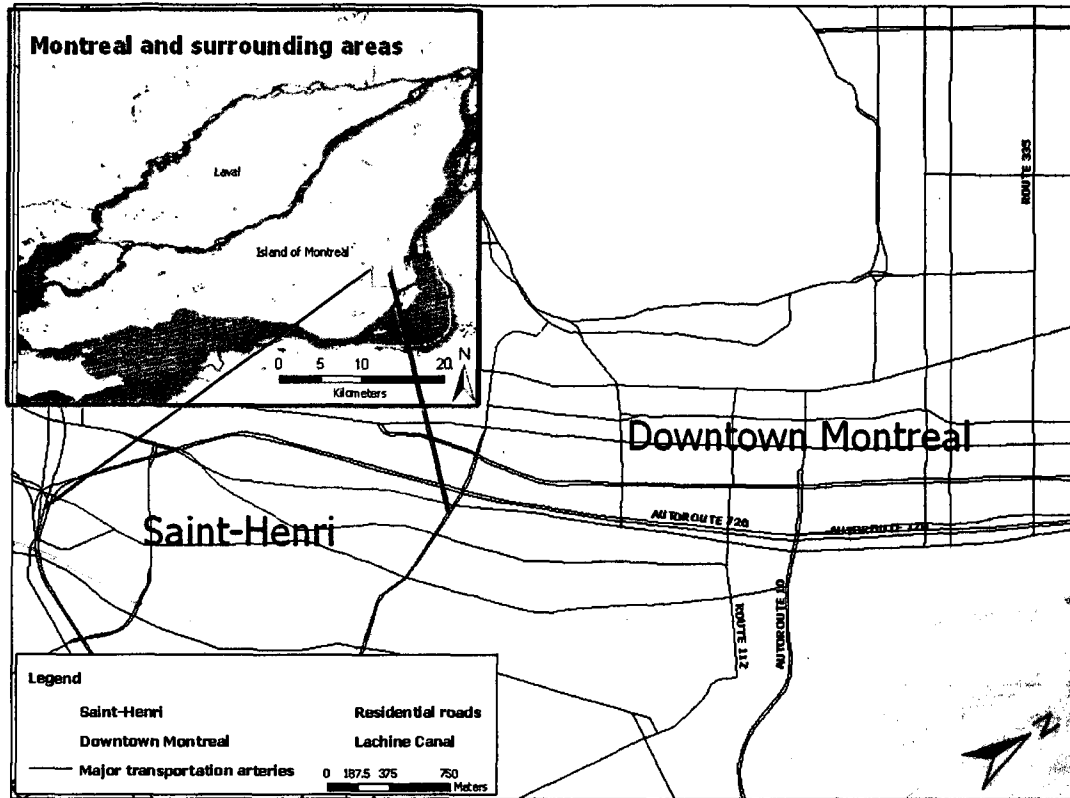 Montreal and surrounding areas
Laval
Island of Montreal
0 5 10 20
Kilometers
N
ROUTE 335
Downtown Montreal
Saint-Henri
AUTOROUTE 720
ROUTE 112
AUTOROUTE 10
N
Legend
Saint-Henri
Residential roads
Downtown Montreal
Lachine Canal
Major transportation arteries
0 187.5 375 750
Meters